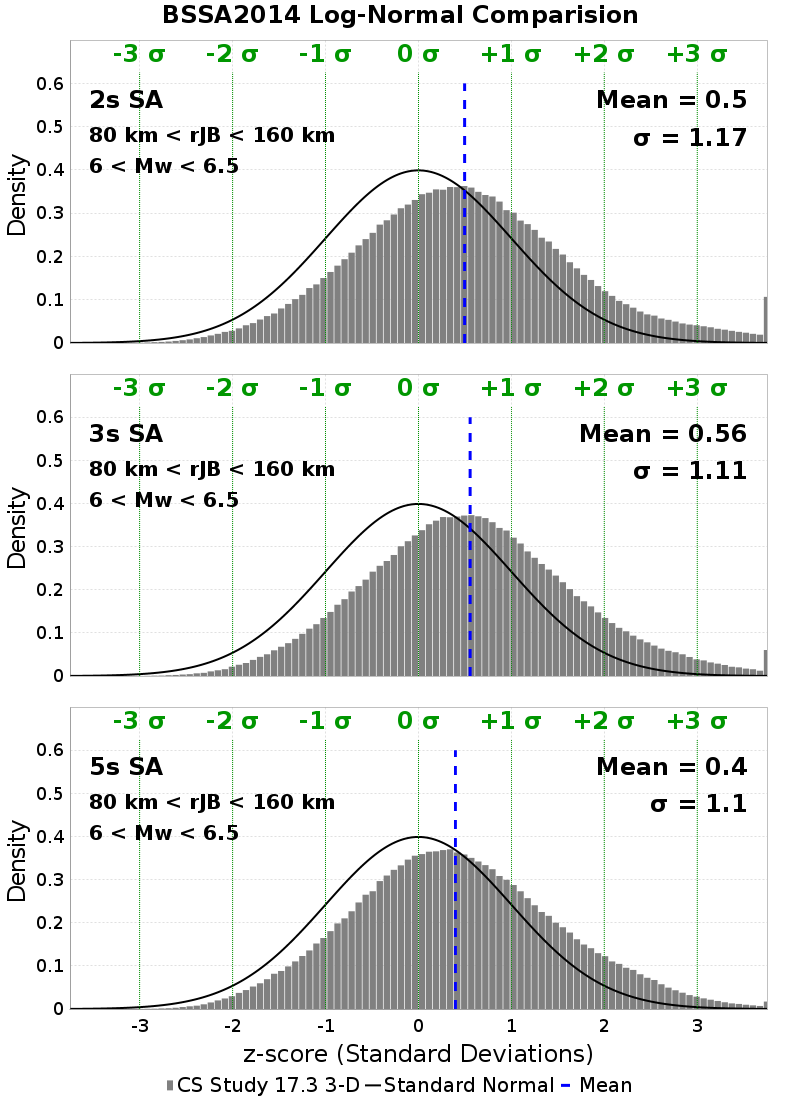 BSSA2014 Log-Normal Comparision
-3 σ -2 σ -1 σ 0 σ +1 σ +2 σ +3 σ
0.6
2s SA Mean = 0.5
0.5
80 km < rJB < 160 km σ = 1.17
6 < Mw < 6.5
0.4
0.3
0.2
0.1
0
Density
-3 σ -2 σ -1 σ 0 σ +1 σ +2 σ +3 σ
0.6
3s SA Mean = 0.56
0.5
80 km < rJB < 160 km σ = 1.11
6 < Mw < 6.5
0.4
0.3
0.2
0.1
0
Density
-3 σ -2 σ -1 σ 0 σ +1 σ +2 σ +3 σ
0.6
5s SA Mean = 0.4
0.5
80 km < rJB < 160 km σ = 1.1
6 < Mw < 6.5
0.4
0.3
0.2
0.1
0
Density
-3 -2 -1 0 1 2 3
z-score (Standard Deviations)
CS Study 17.3 3-D Standard Normal Mean